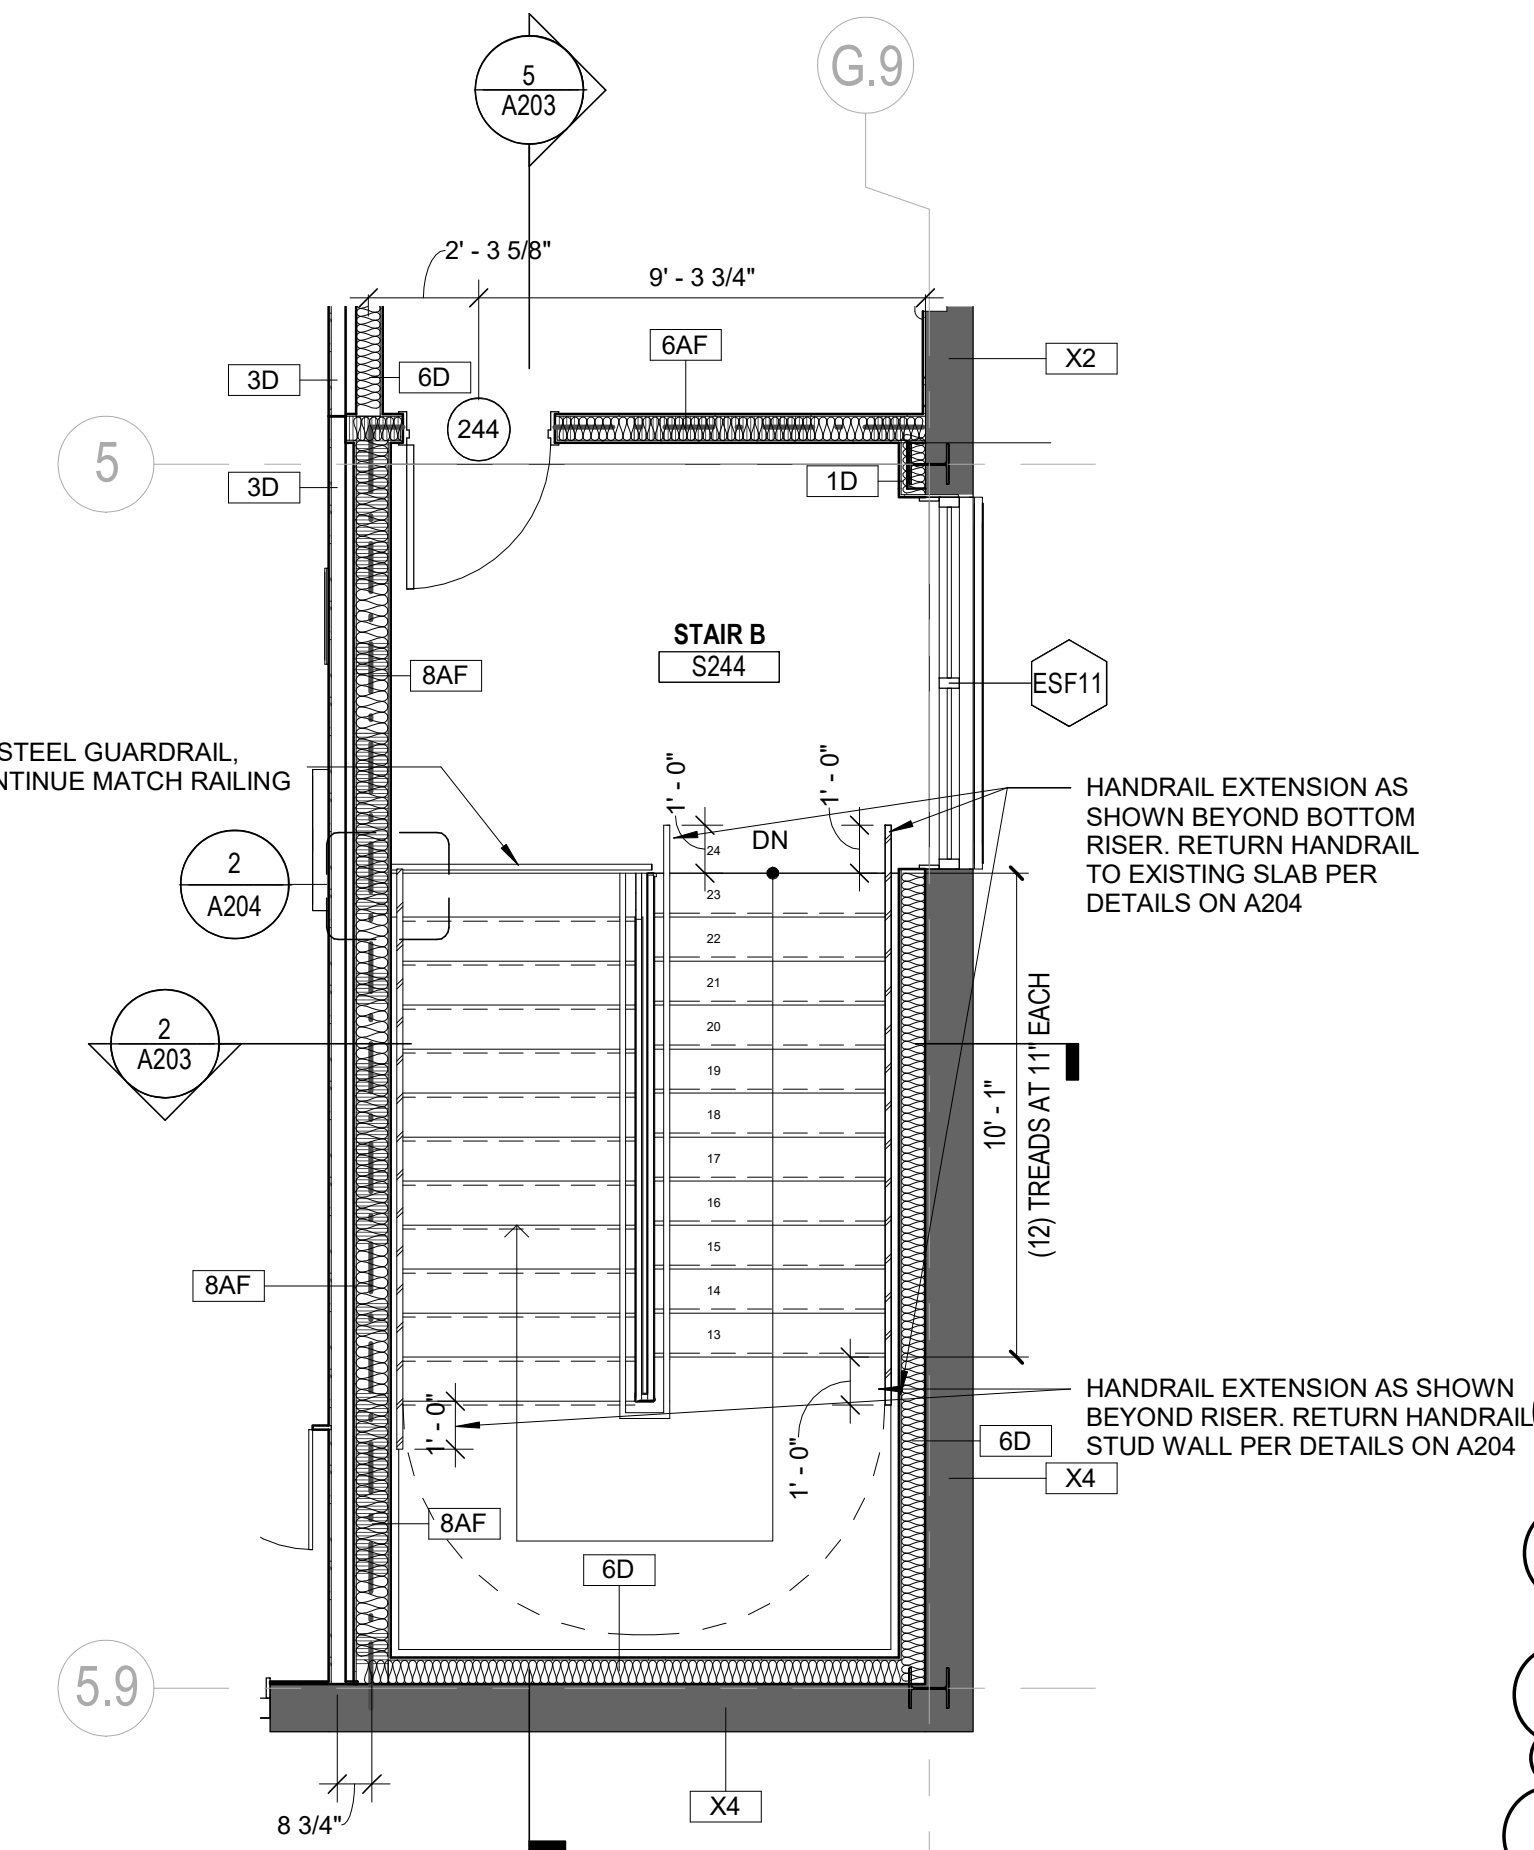 5
A203
G.9
2' - 3 5/8"
9' - 3 3/4"
6AF
X2
3D
6D
244
5
3D
1D
STAIR B
S244
8AF
ESF11
STEEL GUARDRAIL,
NTINUE MATCH RAILING
1' - 0"
1' - 0"
DN
HANDRAIL EXTENSION AS
SHOWN BEYOND BOTTOM
RISER. RETURN HANDRAIL
TO EXISTING SLAB PER
DETAILS ON A204
2
A204
24
23
22
21
20
19
18
17
16
15
14
13
2
A203
10' - 1"
(12) TREADS AT 11" EACH
8AF
1' - 0"
1' - 0"
HANDRAIL EXTENSION AS SHOWN
BEYOND RISER. RETURN HANDRAIL
STUD WALL PER DETAILS ON A204
6D
X4
8AF
6D
5.9
X4
8 3/4"